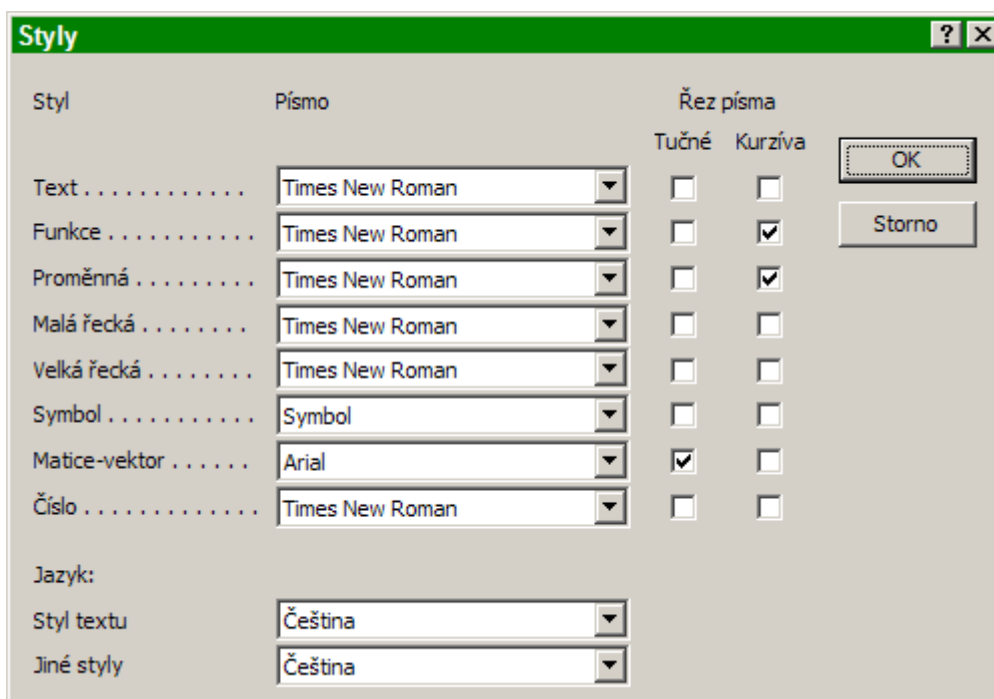 Styly
Styl Písmo Řez písma
Tučné Kurzíva
OK
Text . . . . . . . . . . . . Times New Roman
Storno
Funkce . . . . . . . . . . . Times New Roman
Proměnná . . . . . . . . . Times New Roman
Malá řecká . . . . . . . . Times New Roman
Velká řecká . . . . . . . . Times New Roman
Symbol . . . . . . . . . . . Symbol
Matice-vektor . . . . . . Arial
Číslo . . . . . . . . . . . . . Times New Roman
Jazyk:
Styl textu Čeština
Jiné styly Čeština